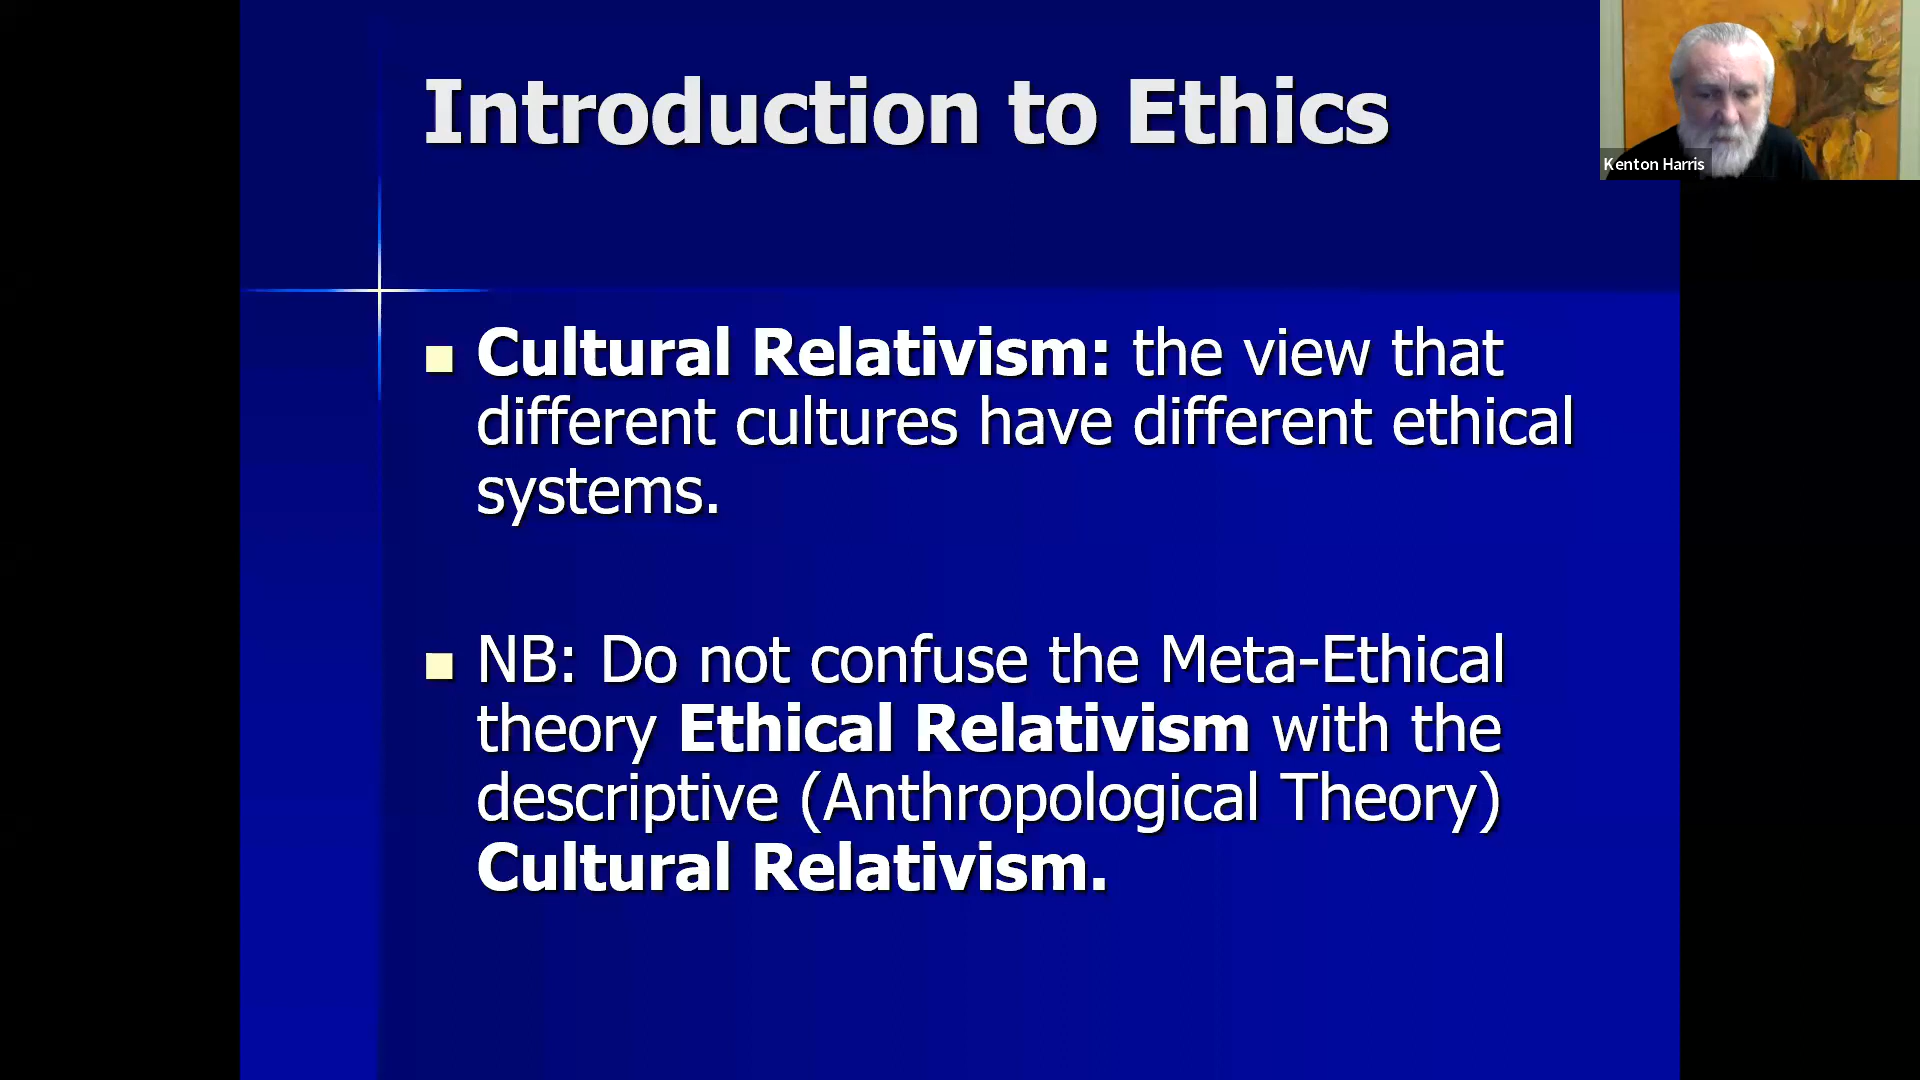 Introduction to Ethics
Kenton Harris
Cultural Relativism: the view that
different cultures have different ethical
systems.
NB: Do not confuse the Meta-Ethical
theory Ethical Relativism with the
descriptive (Anthropological Theory)
Cultural Relativism.